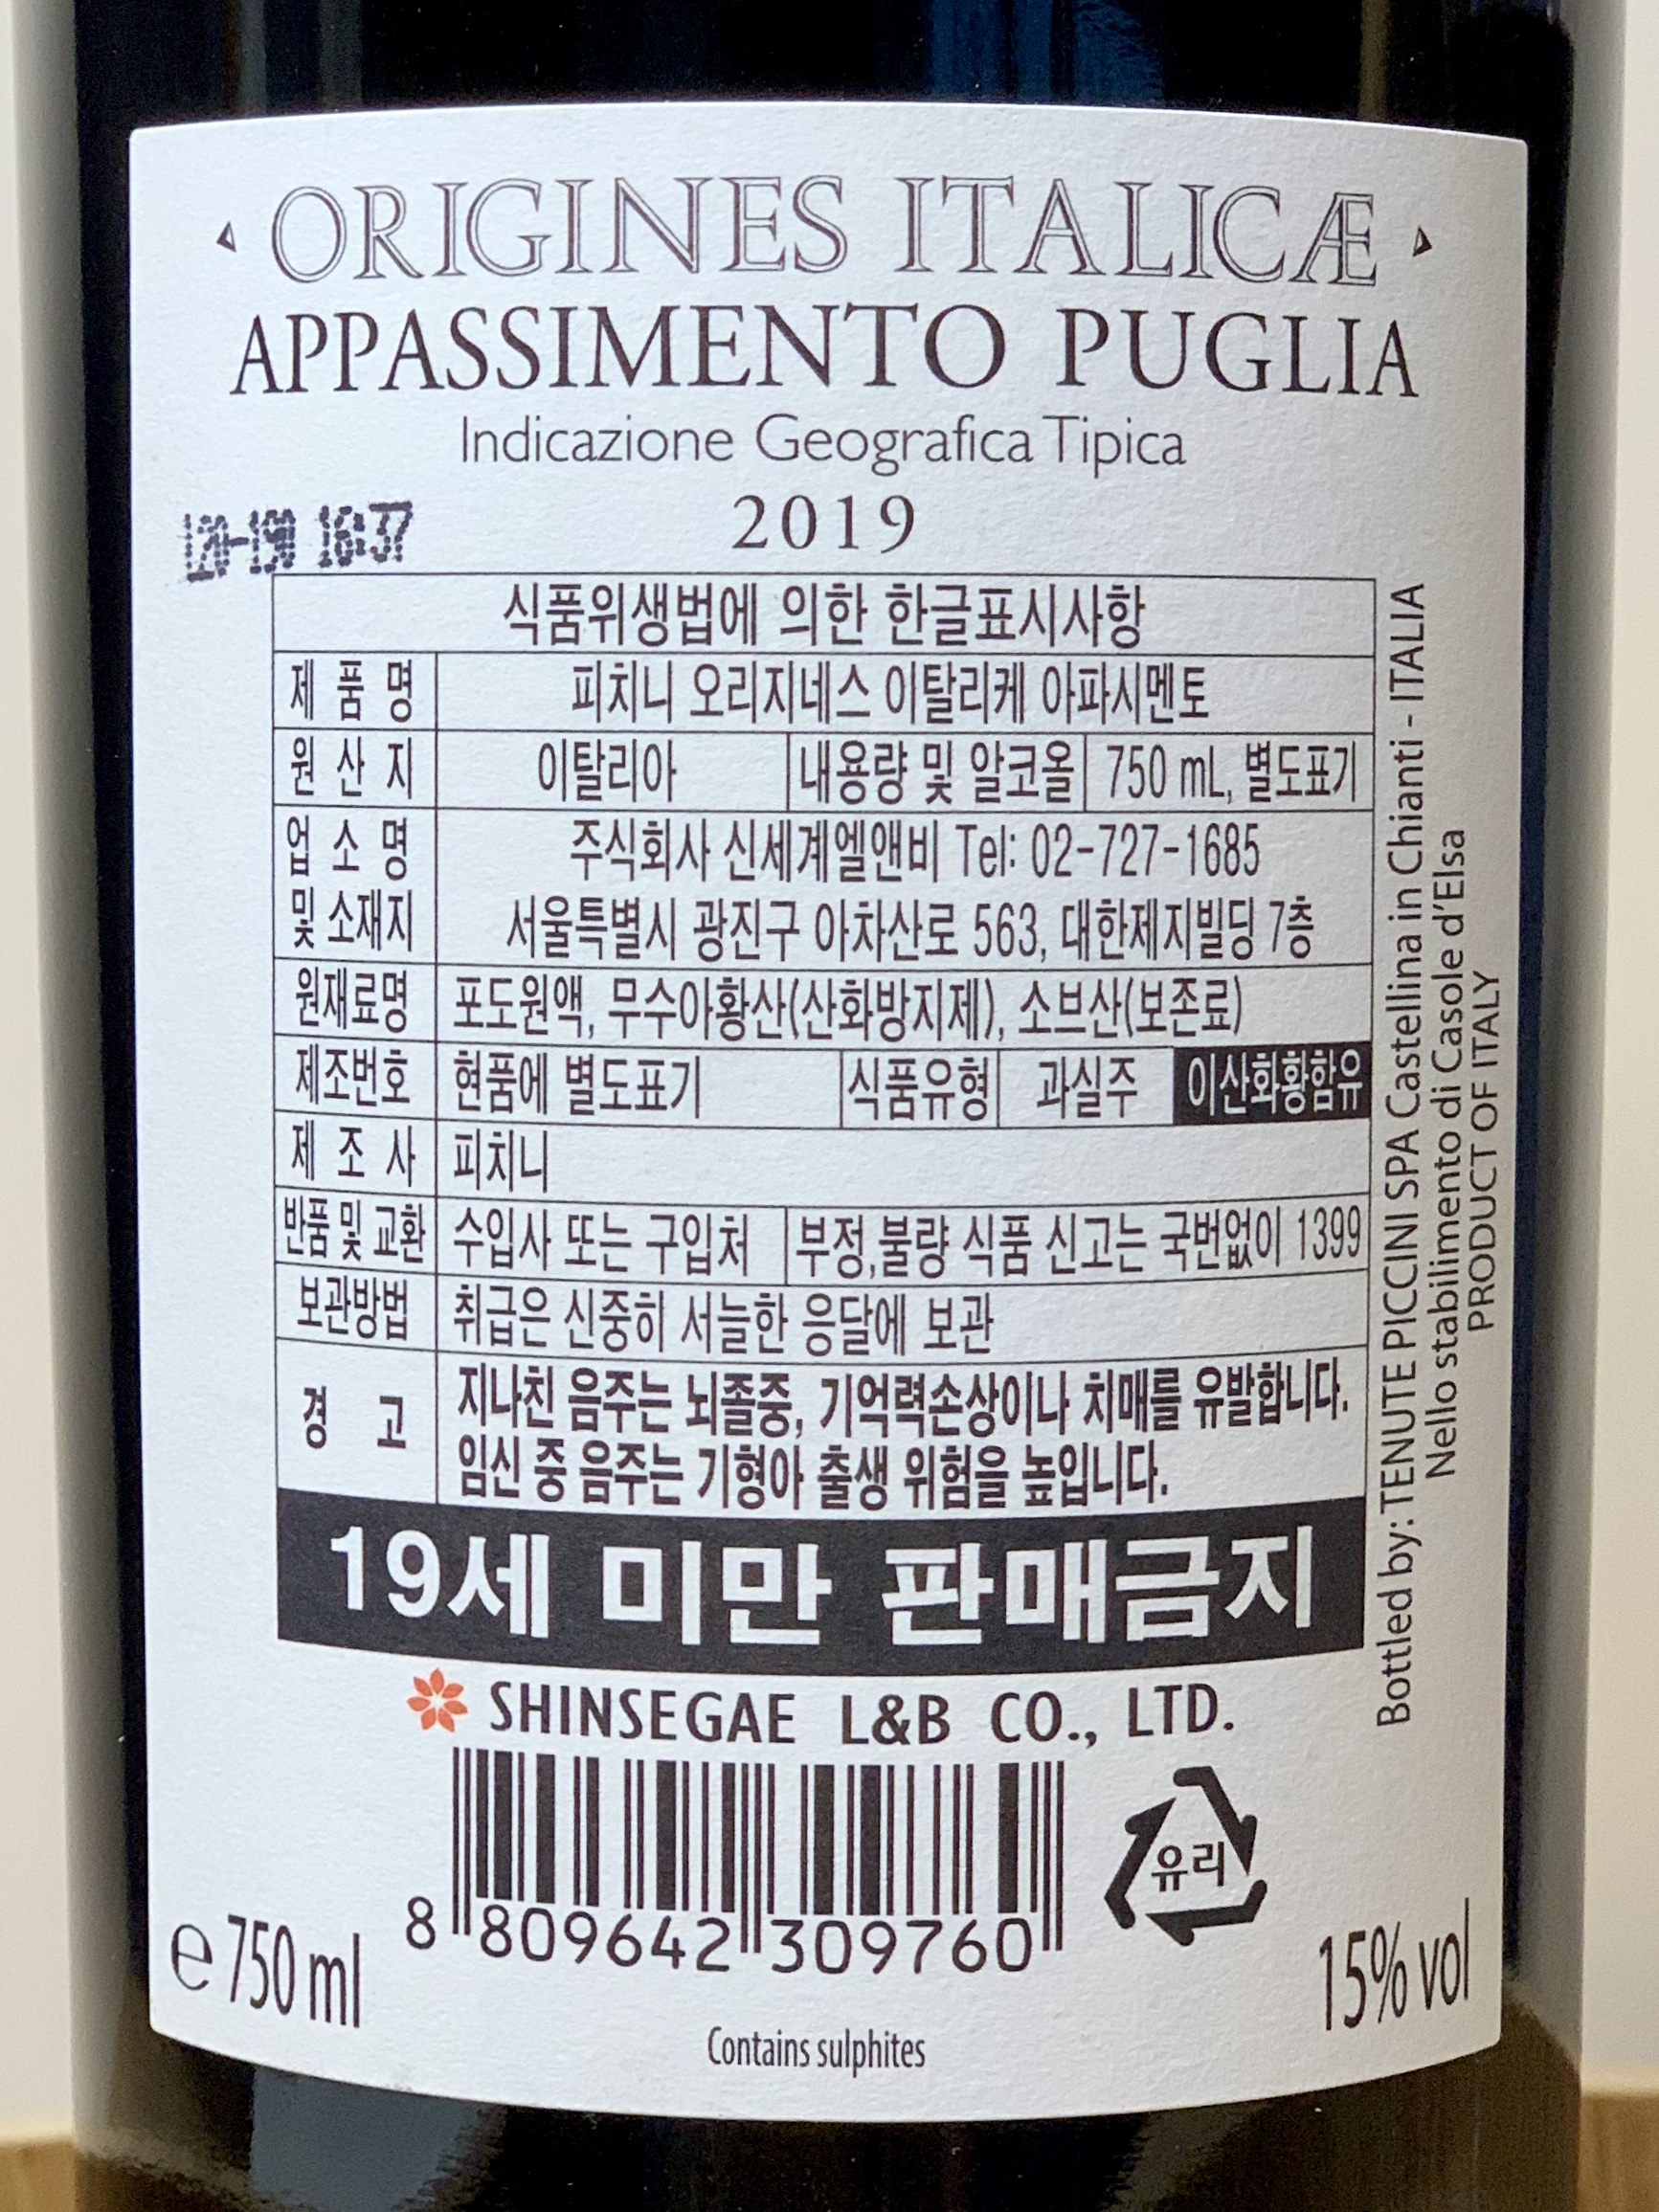 ORIGINES ITALICÆ
APPASSIMENTO PUGLIA
Indicazione Geografica Tipica
2019
식품위생법에 의한 한글표시사항
제 품 명 피치니 오리지네스 이탈리케 아파시멘토
원 산 지 이탈리아 내용량 및 알코올 750 mL, 별도표기
업 소 명 주식회사 신세계엘앤비 Tel: 02-727-1685
및 소재지 서울특별시 광진구 아차산로 563, 대한제지빌딩 7층
원재료명 포도원액, 무수아황산(산화방지제), 소브산(보존료)
제조번호 현품에 별도표기 식품유형 과실주 이산화황함유
제 조 사 피치니
반품 및 교환 수입사 또는 구입처 부정,불량 식품 신고는 국번없이 1399
보관방법 취급은 신중히 서늘한 응달에 보관
경 고 지나친 음주는 뇌졸중, 기억력손상이나 치매를 유발합니다.
임신 중 음주는 기형아 출생 위험을 높입니다.
19세 미만 판매금지
Bottled by: TENUTE PICCINI SPA Castellina in Chianti - ITALIA
Nello stabilimento di Casole d'Elsa
PRODUCT OF ITALY
SHINSEGAE L&B CO., LTD.
유리
8 809642 309760
e 750 ml
15% vol
Contains sulphites